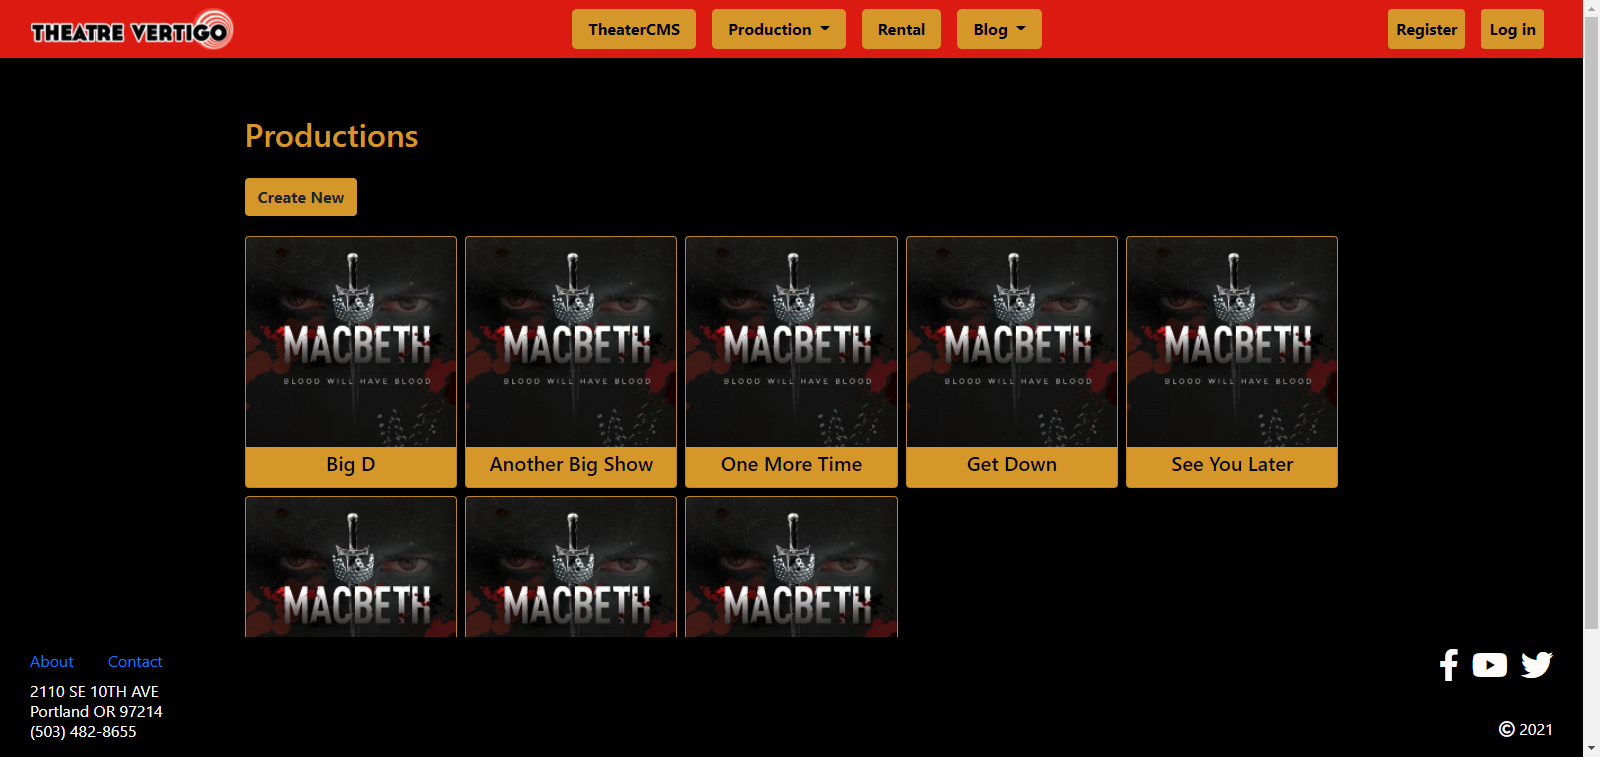 THEATRE VERTIGO
TheaterCMS
Production
Rental
Blog
Register
Log in
Productions
Create New
MACBETH
BLOOD WILL HAVE BLOOD
Big D
MACBETH
BLOOD WILL HAVE BLOOD
Another Big Show
MACBETH
BLOOD WILL HAVE BLOOD
One More Time
MACBETH
BLOOD WILL HAVE BLOOD
Get Down
MACBETH
BLOOD WILL HAVE BLOOD
See You Later
MACBETH
MACBETH
MACBETH
About
Contact
2110 SE 10TH AVE
Portland OR 97214
(503) 482-8655
© 2021